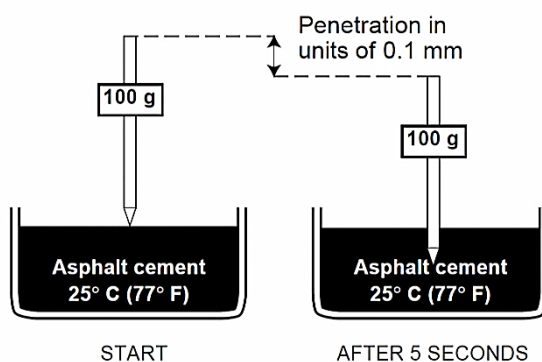 Penetration in
units of 0.1 mm
100 g
100 g
Asphalt cement
25° C (77° F)
Asphalt cement
25° C (77° F)
START
AFTER 5 SECONDS